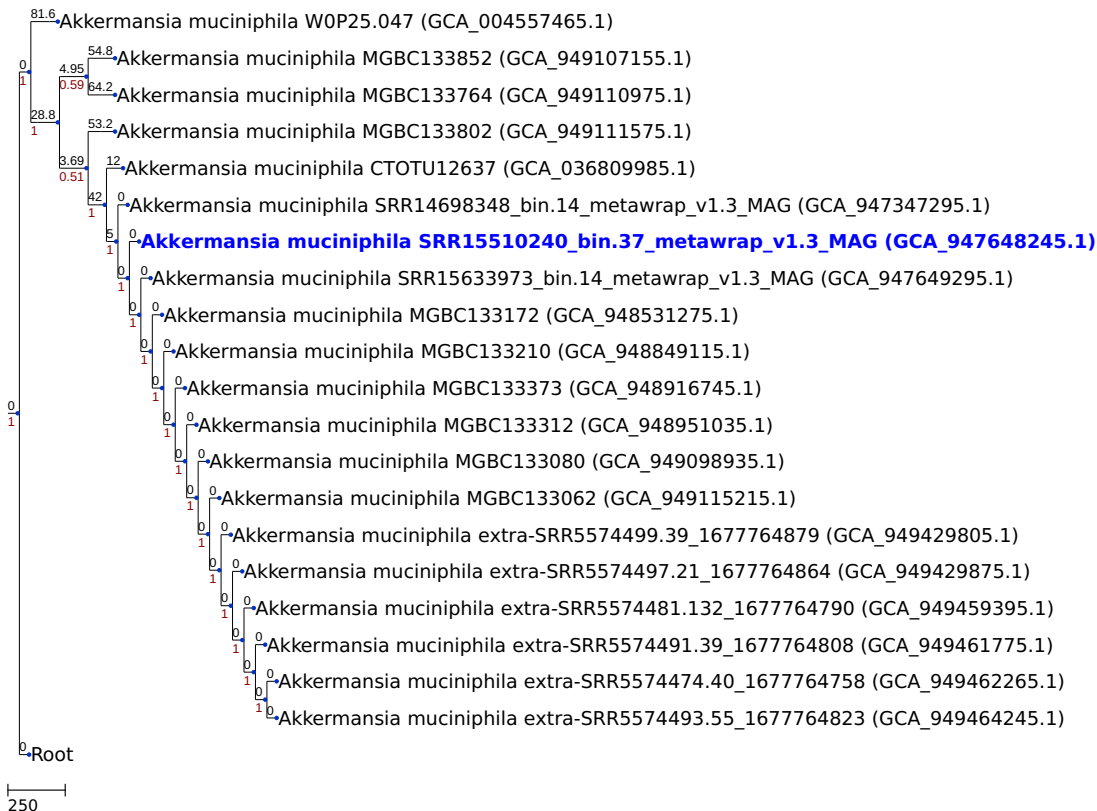 81.6 Akkermansia muciniphila W0P25.047 (GCA_004557465.1)
54.8 Akkermansia muciniphila MGBC133852 (GCA_949107155.1)
0 4.95
1 0.59
64.2 Akkermansia muciniphila MGBC133764 (GCA_949110975.1)
28.8
1
53.2 Akkermansia muciniphila MGBC133802 (GCA_949111575.1)
3.69 12 Akkermansia muciniphila CTOTU12637 (GCA_036809985.1)
0.51
42 0 Akkermansia muciniphila SRR14698348_bin.14_metawrap_v1.3_MAG (GCA_947347295.1)
1
5 0 Akkermansia muciniphila SRR15510240_bin.37_metawrap_v1.3_MAG (GCA_947648245.1)
1
0 0 Akkermansia muciniphila SRR15633973_bin.14_metawrap_v1.3_MAG (GCA_947649295.1)
1
0 0 Akkermansia muciniphila MGBC133172 (GCA_948531275.1)
1
0 0 Akkermansia muciniphila MGBC133210 (GCA_948849115.1)
1
0 0 Akkermansia muciniphila MGBC133373 (GCA_948916745.1)
1
0 0 Akkermansia muciniphila MGBC133312 (GCA_948951035.1)
1
0 0 Akkermansia muciniphila MGBC133080 (GCA_949098935.1)
1
0 0 Akkermansia muciniphila MGBC133062 (GCA_949115215.1)
1
0 0 Akkermansia muciniphila extra-SRR5574499.39_1677764879 (GCA_949429805.1)
1
0 0 Akkermansia muciniphila extra-SRR5574497.21_1677764864 (GCA_949429875.1)
1
0 0 Akkermansia muciniphila extra-SRR5574481.132_1677764790 (GCA_949459395.1)
1
0 0 Akkermansia muciniphila extra-SRR5574491.39_1677764808 (GCA_949461775.1)
1
0 0 Akkermansia muciniphila extra-SRR5574474.40_1677764758 (GCA_949462265.1)
1
0 0 Akkermansia muciniphila extra-SRR5574493.55_1677764823 (GCA_949464245.1)
1
0
1
0 Root
250